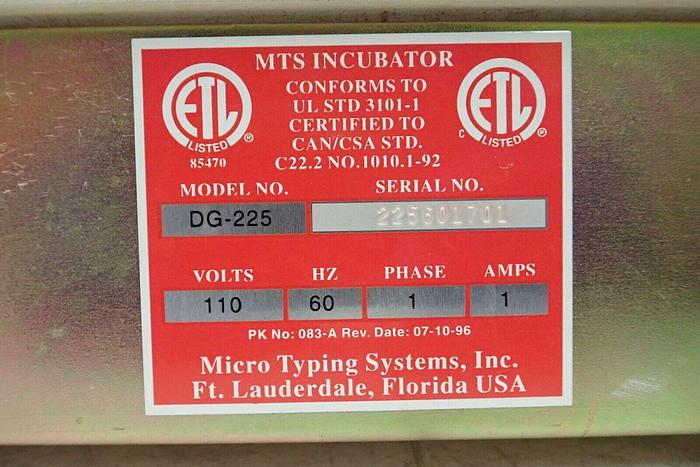 MTS INCUBATOR
ETL
LISTED
®
85470
CONFORMS TO
UL STD 3101-1
CERTIFIED TO
CAN/CSA STD.
C22.2 NO.1010.1-92
C
ETL
LISTED
®
MODEL NO. SERIAL NO.
DG-225 225601701
VOLTS HZ PHASE AMPS
110 60 1 1
PK No: 083-A Rev. Date: 07-10-96
Micro Typing Systems, Inc.
Ft. Lauderdale, Florida USA